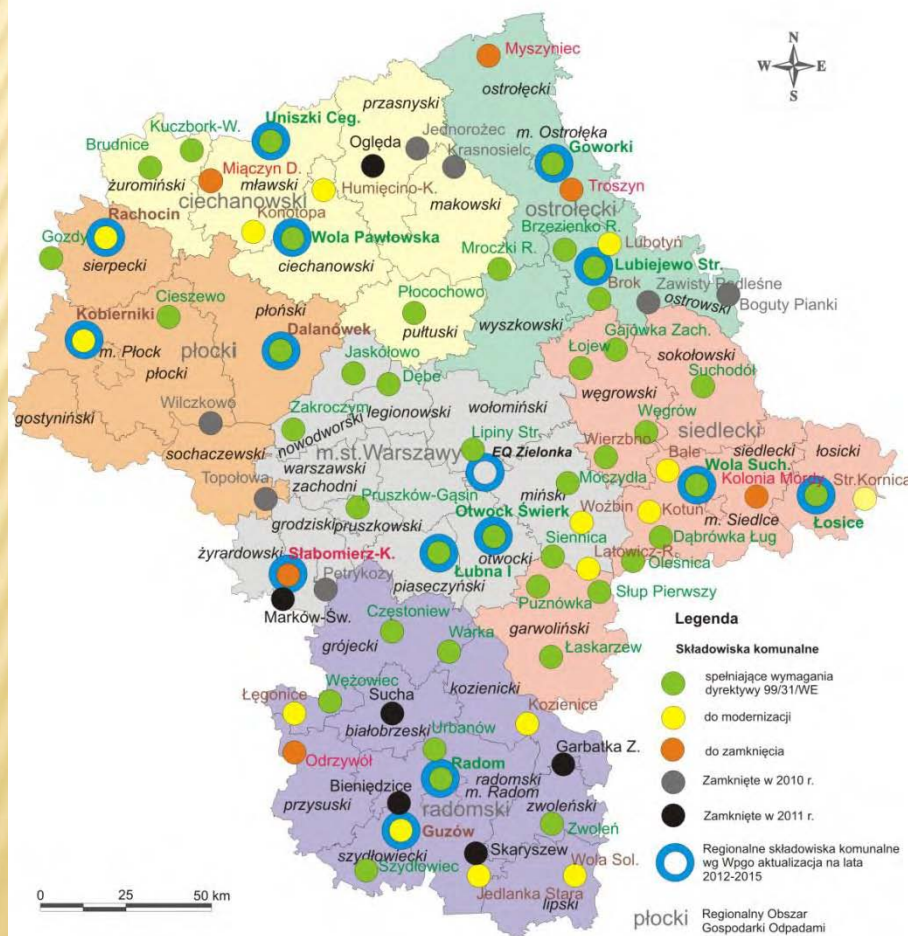 N
W E
S
Myszyniec
ostrołęcki
przasnyski
Uniszki Ceg.
Kuczbork-W.
Jednorożec
m. Ostrołęka
Brudnice
Oględa
Krasnosielc
Goworki
Miączyn D.
mławski
Humięcino-K.
Troszyn
żuromiński
ciechanowski
makowski
ostrołęcki
Rachocin
Konotopa
Brzezienko R.
Lubotyń
Gozdy
Wola Pawłowska
Mroczki R.
sierpecki
ciechanowski
Lubiejewo Str.
Zawisty Podleśne
Cieszewo
Brok
ostrowski
Boguty Pianki
Kobierniki
płoński
Płocochowo
wyszkowski
Dalanówek
pułtuski
Gajówka Zach.
m. Płock
płocki
Jaskółowo
Łojew
sokołowski
płocki
Dębe
węgrowski
Suchodół
gostyniński
Wilczkowo
Zakroczym
legionowski
wołomiński
Węgrów
nowodworski
siedlecki
sochaczewski
m.st.Warszawy
Lipiny Str.
EQ Zielonka
Wierzbno
siedlecki
łosicki
warszawski
zachodni
Bale
Wola Such.
Topołowa
miński
Moczydła
Kolonia Mordy
Str.Kornica
Pruszków-Gąsin
Otwock Świerk
Woźbin
Kotuń
m. Siedlce
grodziski
pruszkowski
Łosice
żyrardowski
Słabomierz-K.
otwocki
Siennica
Dąbrówka Ług
Łubna I
Latowicz-R.
Oleśnica
Petrykozy
piaseczyński
Marków-Św.
Puznówka
Słup Pierwszy
Częstoniew
garwoliński
Legenda
grójecki
Warka
Łaskarzew
Składowiska komunalne
Wężowiec
kozienicki
spełniające wymagania
dyrektywy 99/31/WE
Łęgonice
Sucha
Kozienice
do modernizacji
białobrzeski
Urbanów
Garbatka Z.
do zamknięcia
Odrzywół
Radom
Bieniędzice
radomski
Zamknięte w 2010 r.
przysuski
m. Radom
zwoleński
radomski
Zamknięte w 2011 r.
Guzów
Zwoleń
szydłowiecki
Skaryszew
Regionalne składowiska komunalne
wg Wpgo aktualizacja na lata
2012-2015
Szydłowiec
Wola Sol.
Jedlanka Stara
lipski
płocki
Regionalny Obszar
Gospodarki Odpadami
0 25 50 km